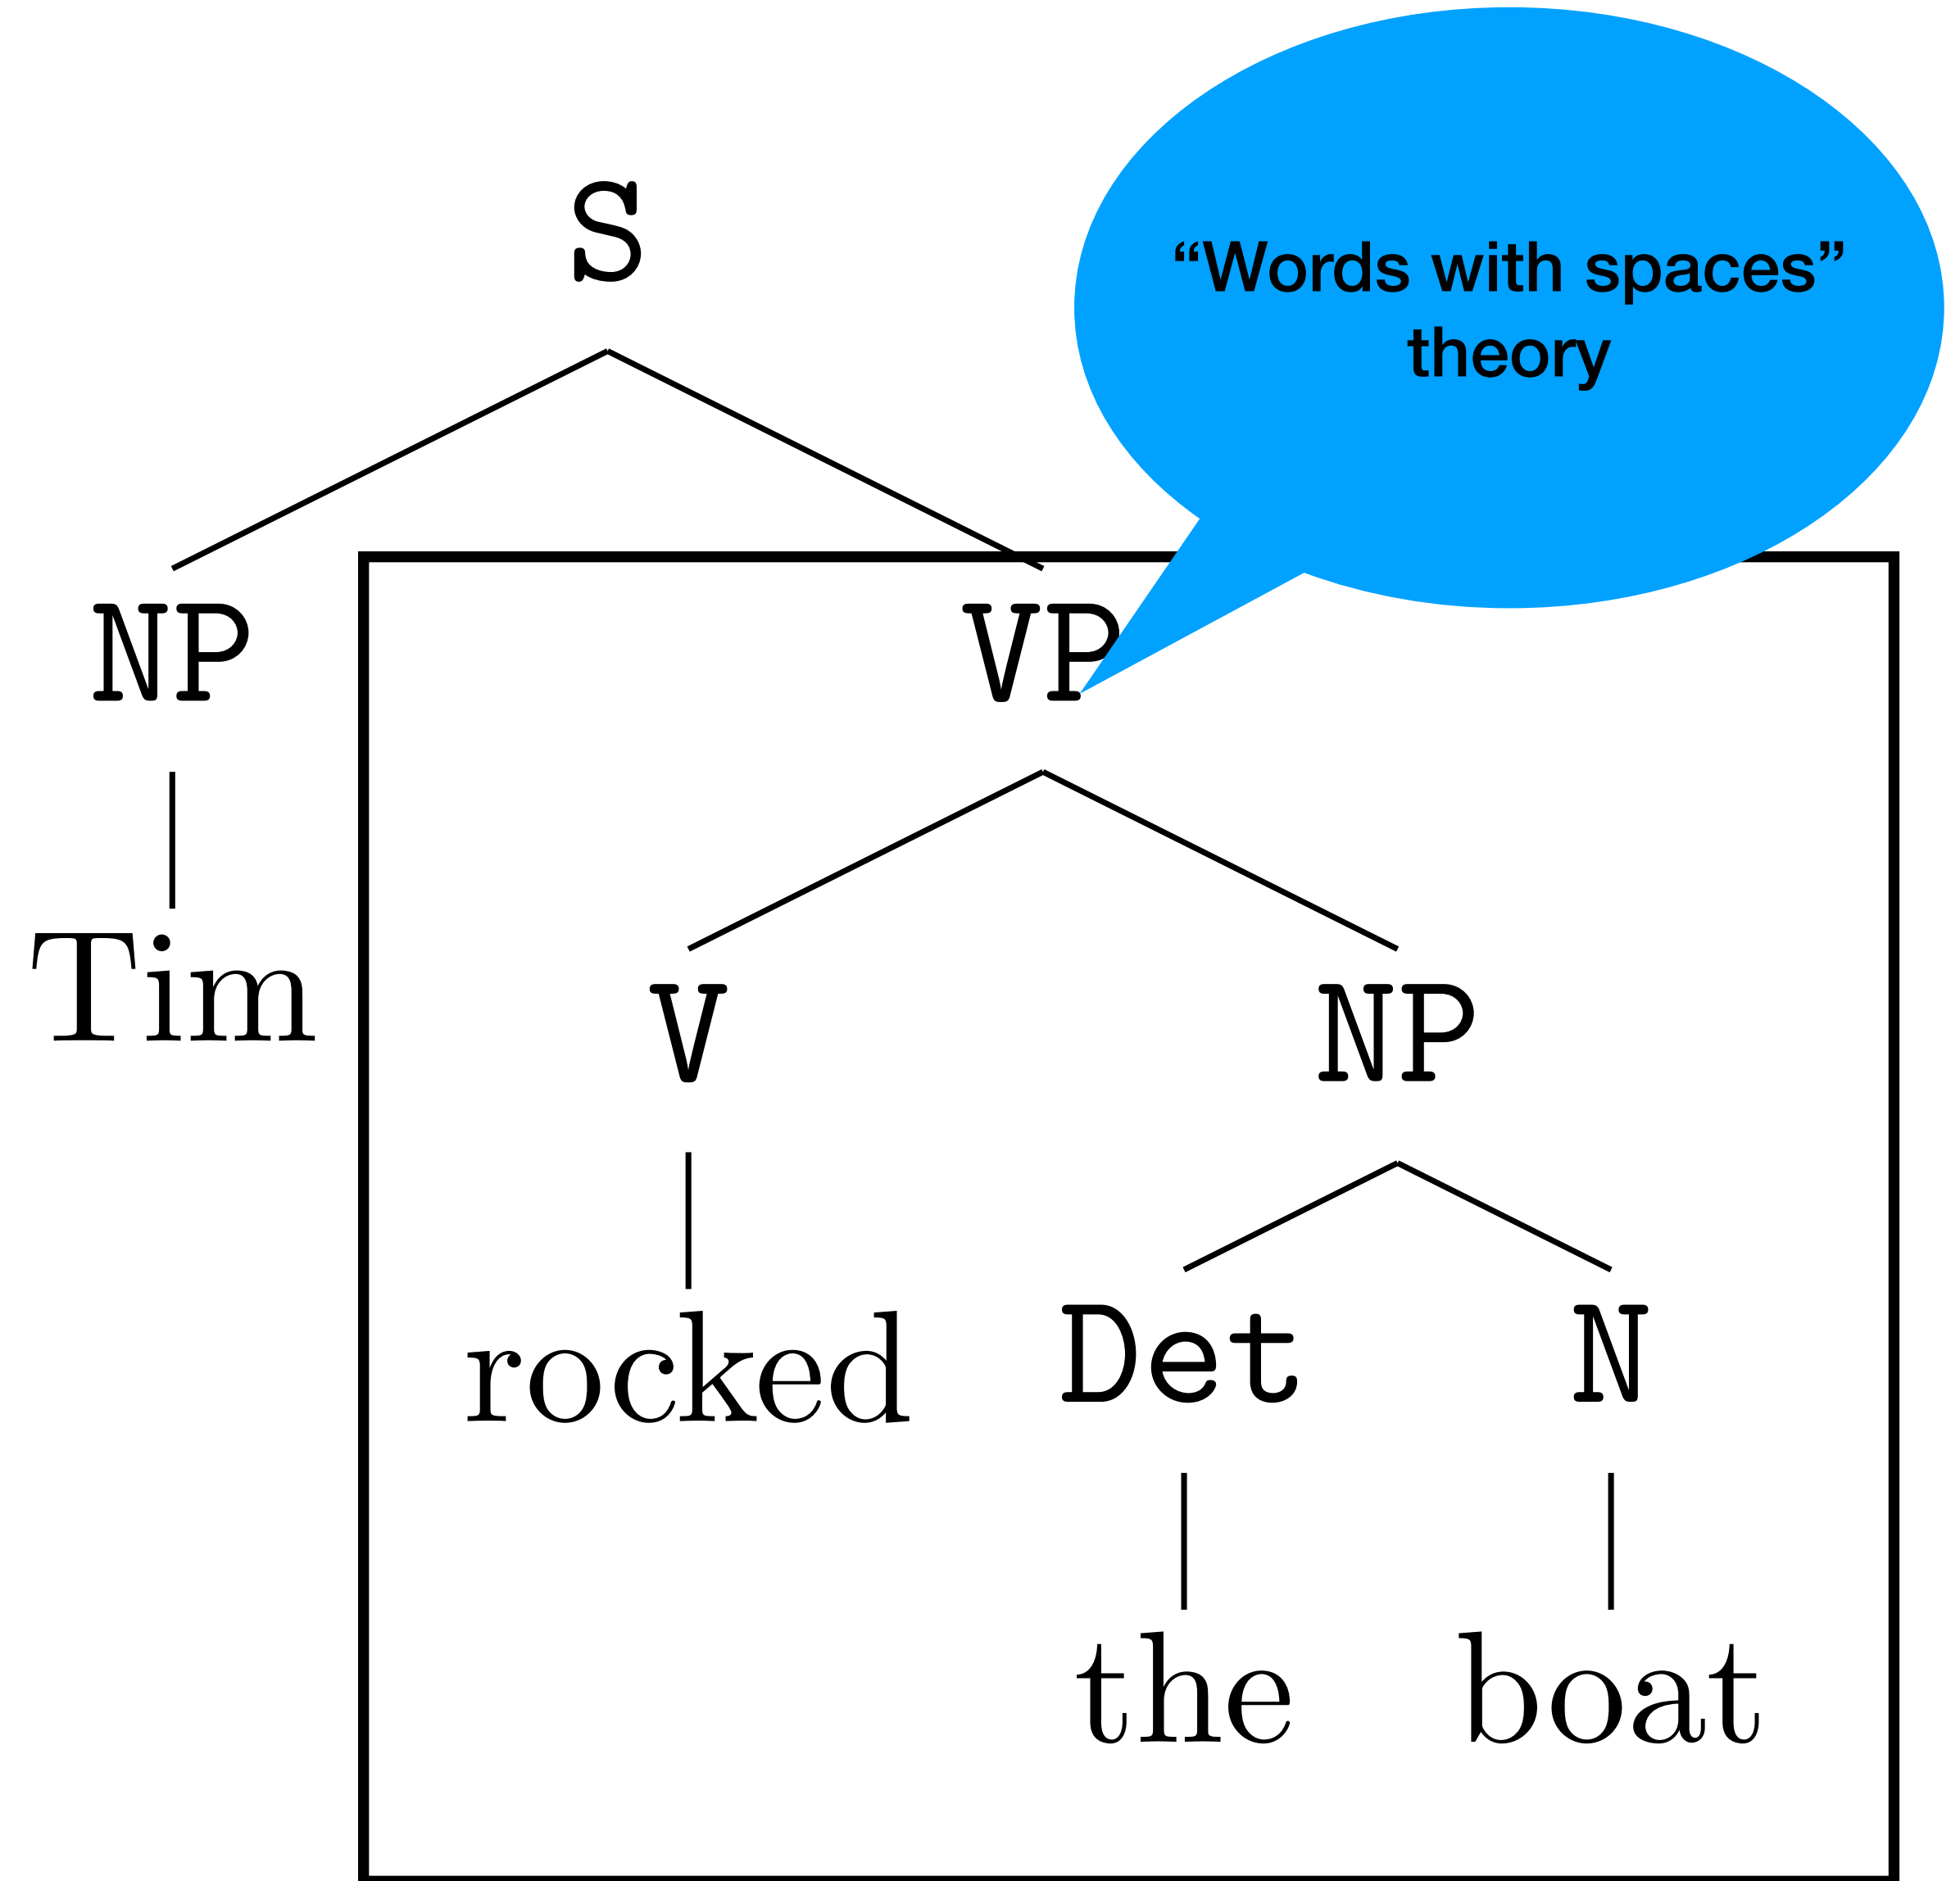 “Words with spaces”
theory
S
NP
VP
Tim
V
NP
rocked
Det
N
the
boat